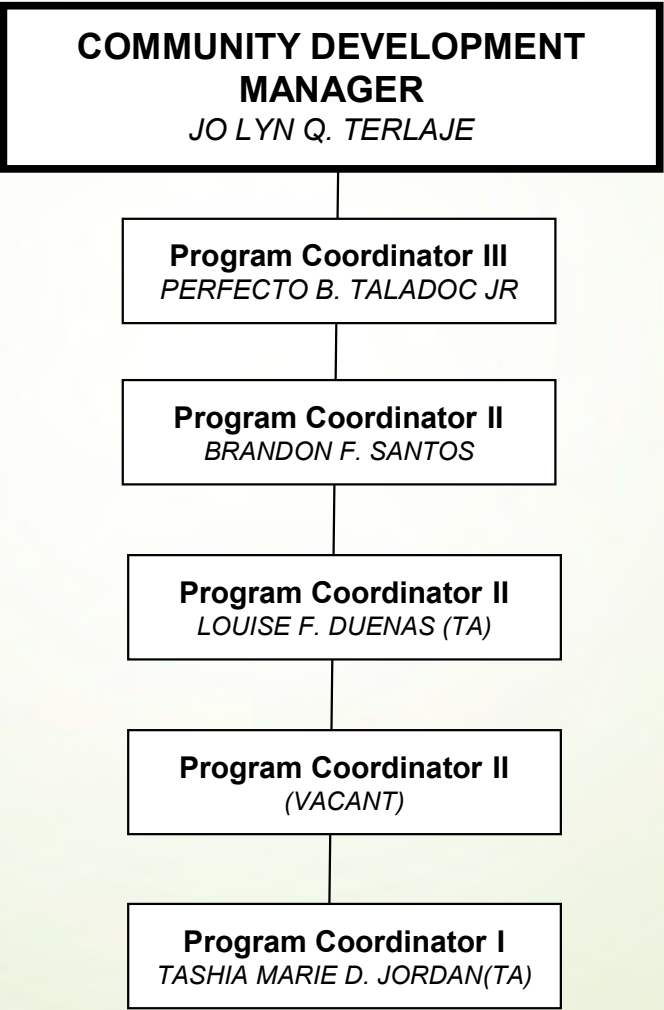 COMMUNITY DEVELOPMENT
MANAGER
JO LYN Q. TERLAJE
Program Coordinator III
PERFECTO B. TALADOC JR
Program Coordinator II
BRANDON F. SANTOS
Program Coordinator II
LOUISE F. DUENAS (TA)
Program Coordinator II
(VACANT)
Program Coordinator I
TASHIA MARIE D. JORDAN(TA)